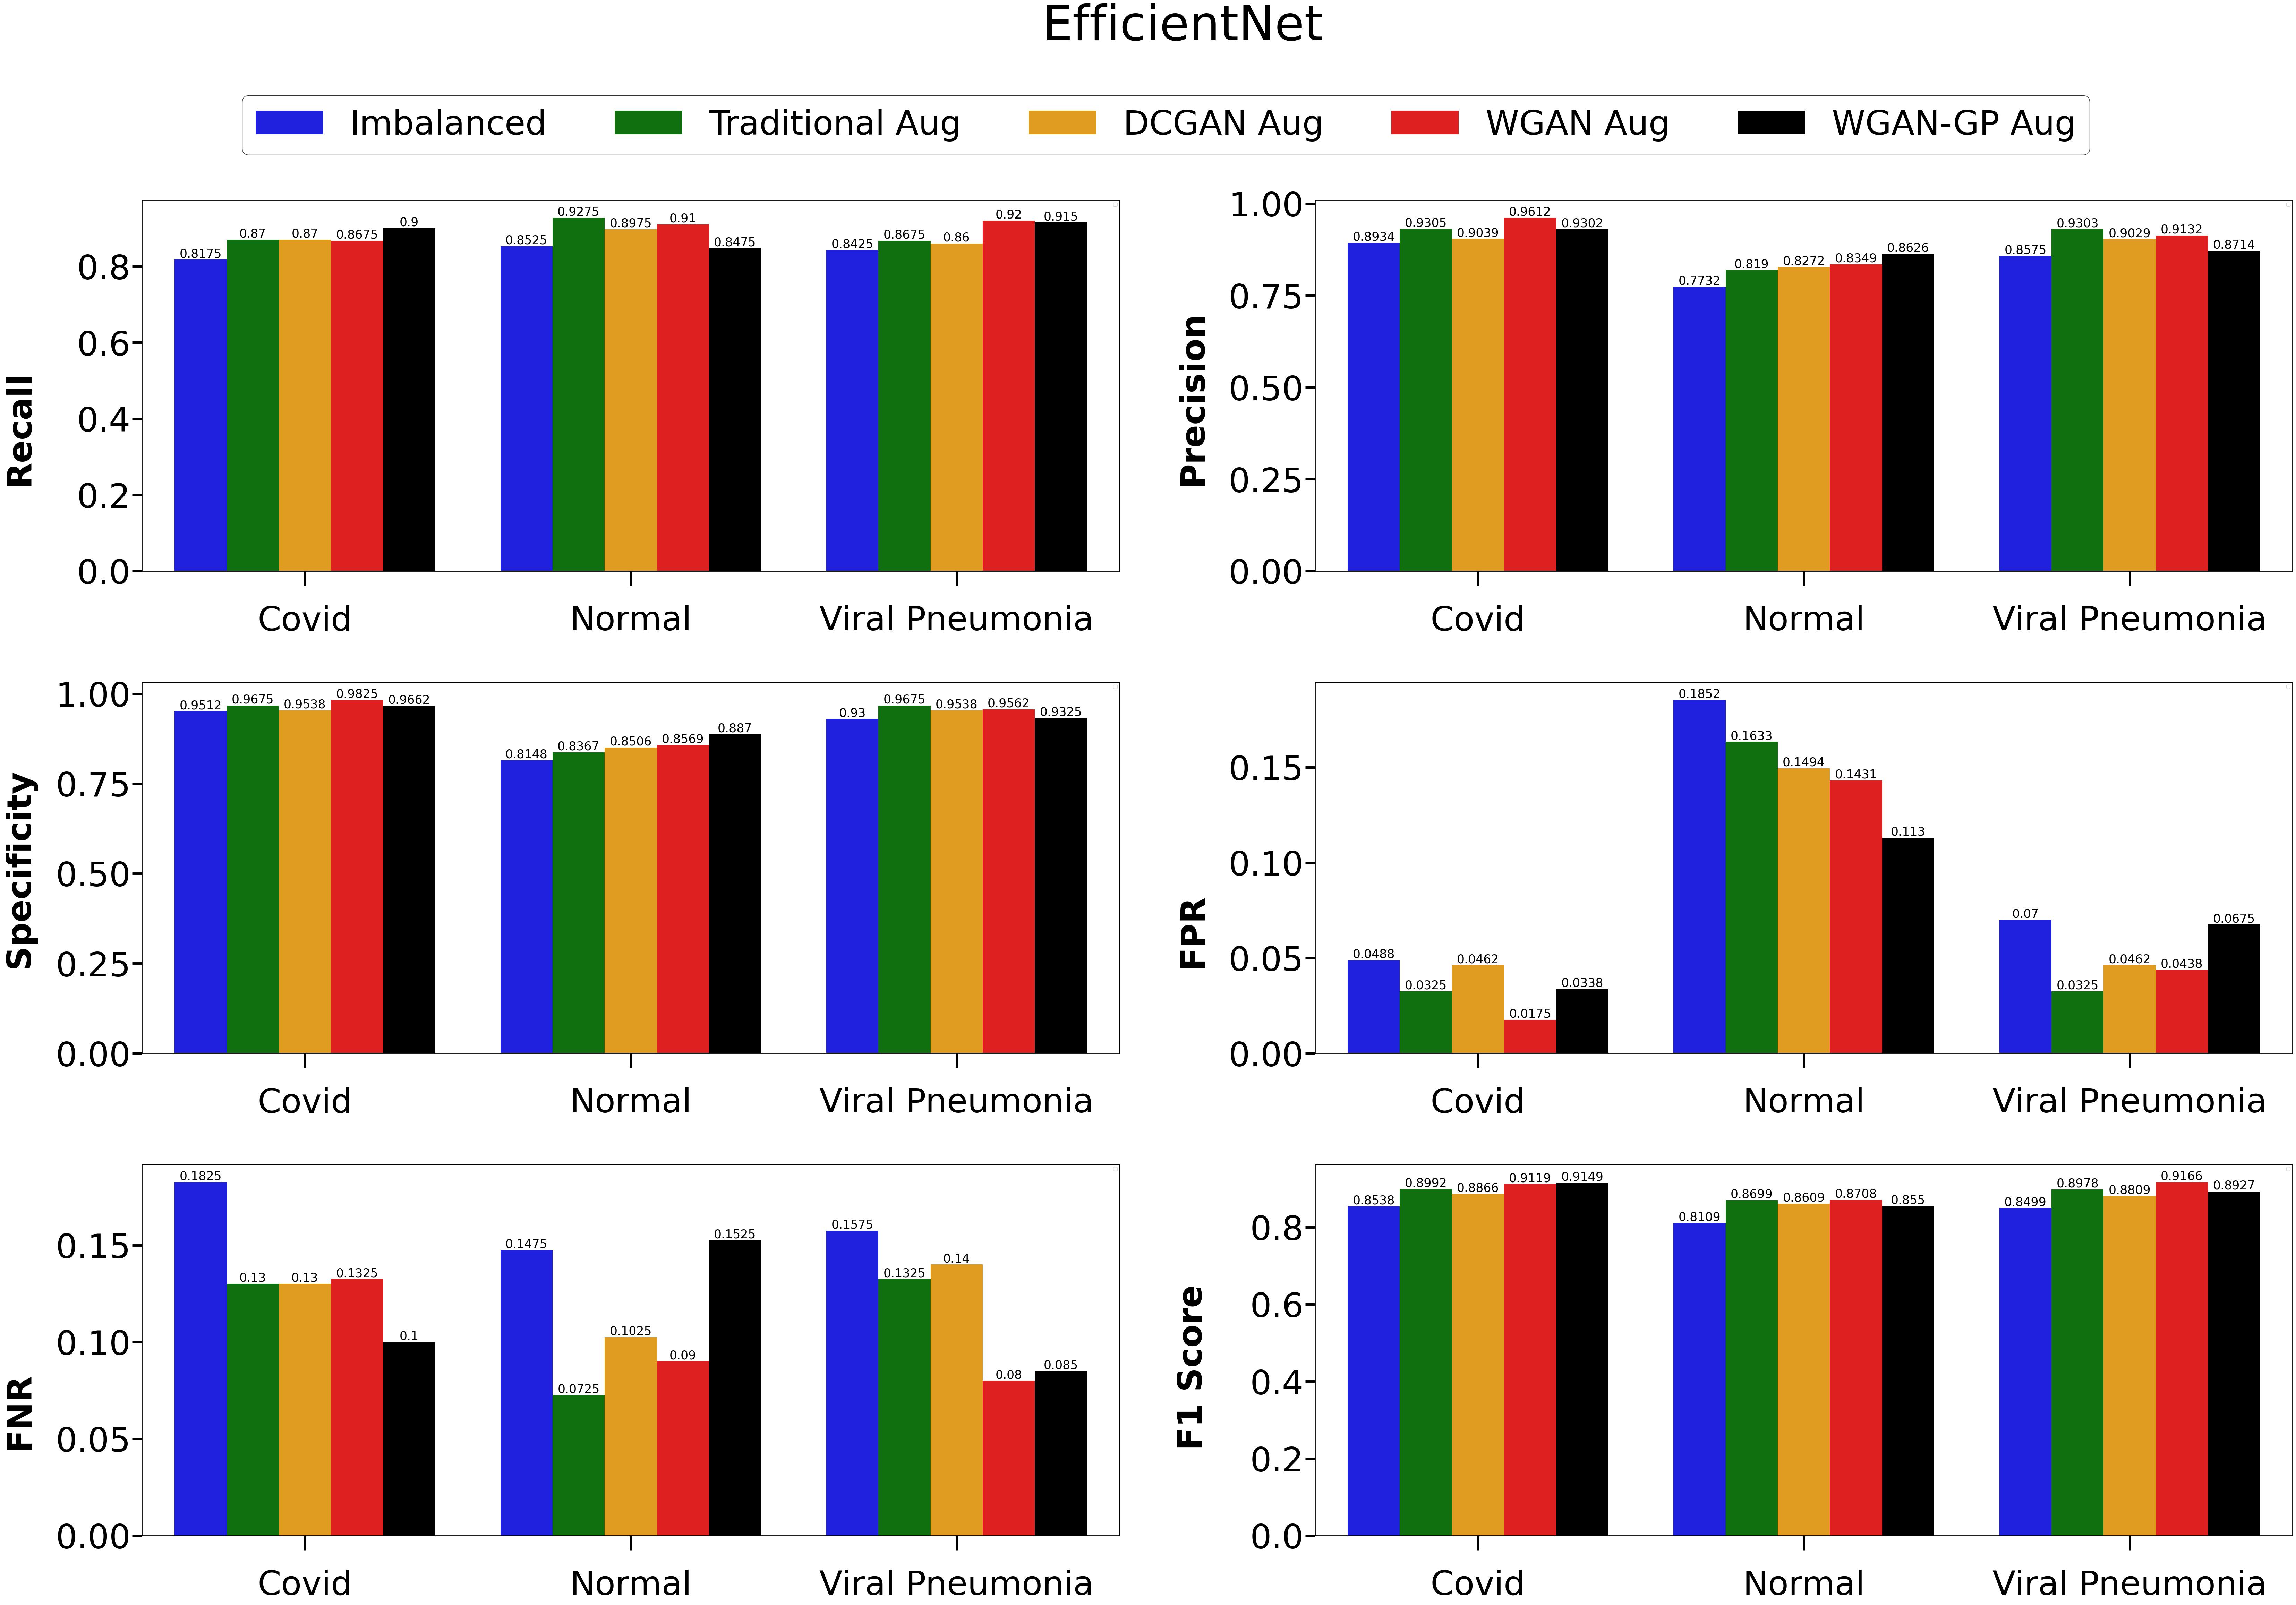 EfficientNet
Imbalanced Traditional Aug DCGAN Aug WGAN Aug WGAN-GP Aug
Recall
0.8
0.6
0.4
0.2
0.0
0.8175 0.87 0.87 0.8675 0.9
0.8525 0.9275 0.8975 0.91 0.8475
0.8425 0.8675 0.86 0.92 0.915
Covid Normal Viral Pneumonia
Precision
1.00
0.75
0.50
0.25
0.00
0.8934 0.9305 0.9039 0.9612 0.9302
0.7732 0.819 0.8272 0.8349 0.8626
0.8575 0.9303 0.9029 0.9132 0.8714
Covid Normal Viral Pneumonia
Specificity
1.00
0.75
0.50
0.25
0.00
0.9512 0.9675 0.9538 0.9825 0.9662
0.8148 0.8367 0.8506 0.8569 0.887
0.93 0.9675 0.9538 0.9562 0.9325
Covid Normal Viral Pneumonia
FPR
0.15
0.10
0.05
0.00
0.0488 0.0325 0.0462 0.0175 0.0338
0.1852 0.1633 0.1494 0.1431 0.113
0.07 0.0325 0.0462 0.0438 0.0675
Covid Normal Viral Pneumonia
FNR
0.15
0.10
0.05
0.00
0.1825 0.13 0.13 0.1325 0.1
0.1475 0.0725 0.1025 0.09 0.1525
0.1575 0.1325 0.14 0.08 0.085
Covid Normal Viral Pneumonia
F1 Score
0.8
0.6
0.4
0.2
0.0
0.8538 0.8992 0.8866 0.9119 0.9149
0.8109 0.8699 0.8609 0.8708 0.855
0.8499 0.8978 0.8809 0.9166 0.8927
Covid Normal Viral Pneumonia